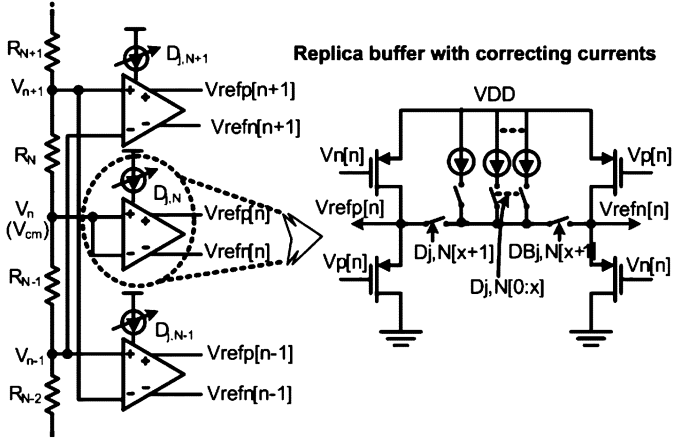 R_{N+1}
D_{j,N+1}
V_{n+1}
Vrefp[n+1]
Vrefn[n+1]
R_N
D_{j,N}
V_n
(V_{cm})
Vrefp[n]
Vrefn[n]
R_{N-1}
D_{j,N-1}
V_{n-1}
Vrefp[n-1]
Vrefn[n-1]
R_{N-2}
Replica buffer with correcting currents
VDD
Vn[n]
Vp[n]
Vrefp[n]
Vrefn[n]
Dj,N[x+1]
DBj,N[x+1
Vp[n]
Dj,N[0:x]
Vn[n]